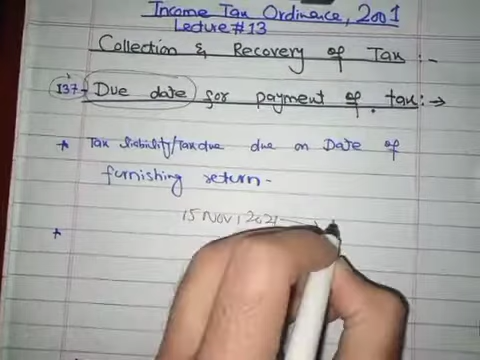 Income Tax Ordinance, 2001
Lecture #13
Collection & Recovery of Tax :-
137- Due date for payment of tax:→
* Tax liability/Tax due due on Date of
furnishing return-
15 Nov, 2021
*